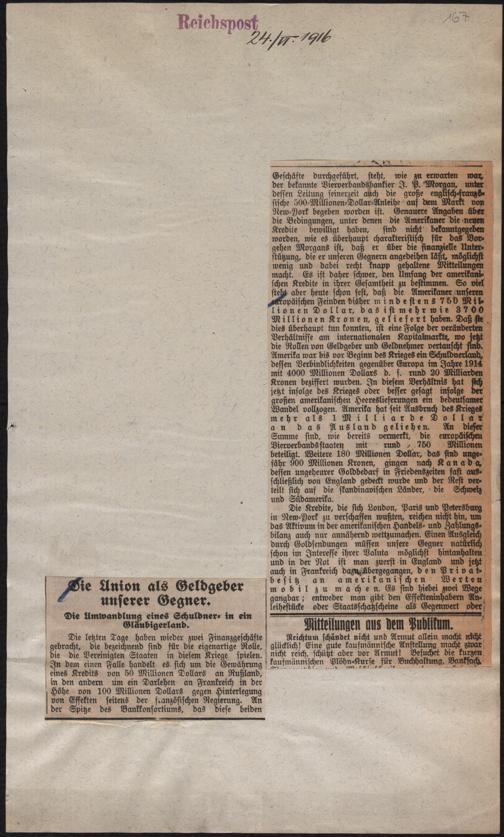 167
Reichspost
24./VI. 1916
Die Union als Geldgeber
unserer Gegner.
Die Umwandlung eines Schuldner- in ein
Gläubigerland.
Die letzten Tage haben wieder zwei Finanzgeschäfte
gebracht, die bezeichnend sind für die eigenartige Rolle,
die die Vereinigten Staaten in diesem Kriege spielen.
In dem einen Falle handelt es sich um die Gewährung
eines Kredits von 50 Millionen Dollars an Rußland,
in den andern um ein Darlehen an Frankreich in der
Höhe von 100 Millionen Dollars gegen Hinterlegung
von Effekten seitens der französischen Regierung. An
der Spitze des Bankkonsortiums, das diese beiden
Geschäfte durchgeführt, steht, wie zu erwarten war,
der bekannte Vierverbandsbankier J. P. Morgan, unter
dessen Leitung seinerzeit auch die große englisch-französ-
sische 500-Millionen-Dollar-Anleihe auf dem Markt von
New-York begeben worden ist. Genauere Angaben über
die Bedingungen, unter denen die Amerikaner die neuen
Kredite bewilligt haben, sind nicht bekanntgegeben
worden, wie es überhaupt charakteristisch für das Vor-
gehen Morgans ist, daß er über die finanzielle Unter-
stützung, die er unseren Gegnern angedeihen läßt, möglichst
wenig und dabei recht knapp gehaltene Mitteilungen
macht. Es ist daher schwer, den Umfang der amerikani-
schen Kredite in ihrer Gesamtheit zu bestimmen. So viel
steht aber heute schon fest, daß die Amerikaner unseren
europäischen Feinden bisher mindestens 750 Mil-
lionen Dollar, das ist mehr wie 3700
Millionen Kronen, geliefert haben. Daß sie
dies überhaupt tun konnten, ist eine Folge der veränderten
Verhältnisse am internationalen Kapitalmarkte, wo jetzt
die Rollen von Geldgeber und Geldnehmer vertauscht sind.
Amerika war bis vor Beginn des Krieges ein Schuldnerland,
dessen Verbindlichkeiten gegenüber Europa im Jahre 1914
mit 4000 Millionen Dollars d. s. rund 20 Milliarden
Kronen beziffert wurden. In diesem Verhältnis hat sich
jetzt infolge des Krieges oder besser gesagt infolge der
großen amerikanischen Heereslieferungen ein bedeutsamer
Wandel vollzogen. Amerika hat seit Ausbruch des Krieges
mehr als 1 Milliarde Dollar
an das Ausland geliehen. An dieser
Summe sind, wie bereits vermerkt, die europäischen
Vierverbandstaaten mit rund 750 Millionen
beteiligt. Weitere 180 Millionen Dollar, das sind unge-
fähr 900 Millionen Kronen, gingen nach Kanada,
dessen ungeheurer Goldbedarf in Friedenszeiten fast aus-
schließlich von England gedeckt wurde und der Rest ver-
teilt sich auf die skandinavischen Länder, die Schweiz
und Südamerika.
Die Kredite, die sich London, Paris und Petersburg
in New-York zu verschaffen wußten, reichen nicht hin, um
das Aktivum in der amerikanischen Handels- und Zahlungs-
bilanz auch nur annähernd wettzumachen. Einen Ausgleich
durch Goldsendungen müssen unsere Gegner natürlich
schon im Interesse ihrer Valuta möglichst hintanhalten
und in der Not ist man zuerst in England und jetzt
auch in Frankreich dazu übergegangen, den Privat-
besitz an amerikanischen Werten
mobil zu machen. Es sind hiebei zwei Wege
gangbar; entweder man gibt den Effekteninhabern An-
leihestücke oder Staatsschatzscheine als Gegenwert oder
Mitteilungen aus dem Publikum.
Reichtum schändet nicht und Armut allein macht nicht
glücklich! Eine gute kaufmännische Anstellung macht zwar
nicht reich, schützt aber vor Armut! Besuchet die kurzen
kaufmännischen Plöhn-Kurse für Buchhaltung, Bankfach,